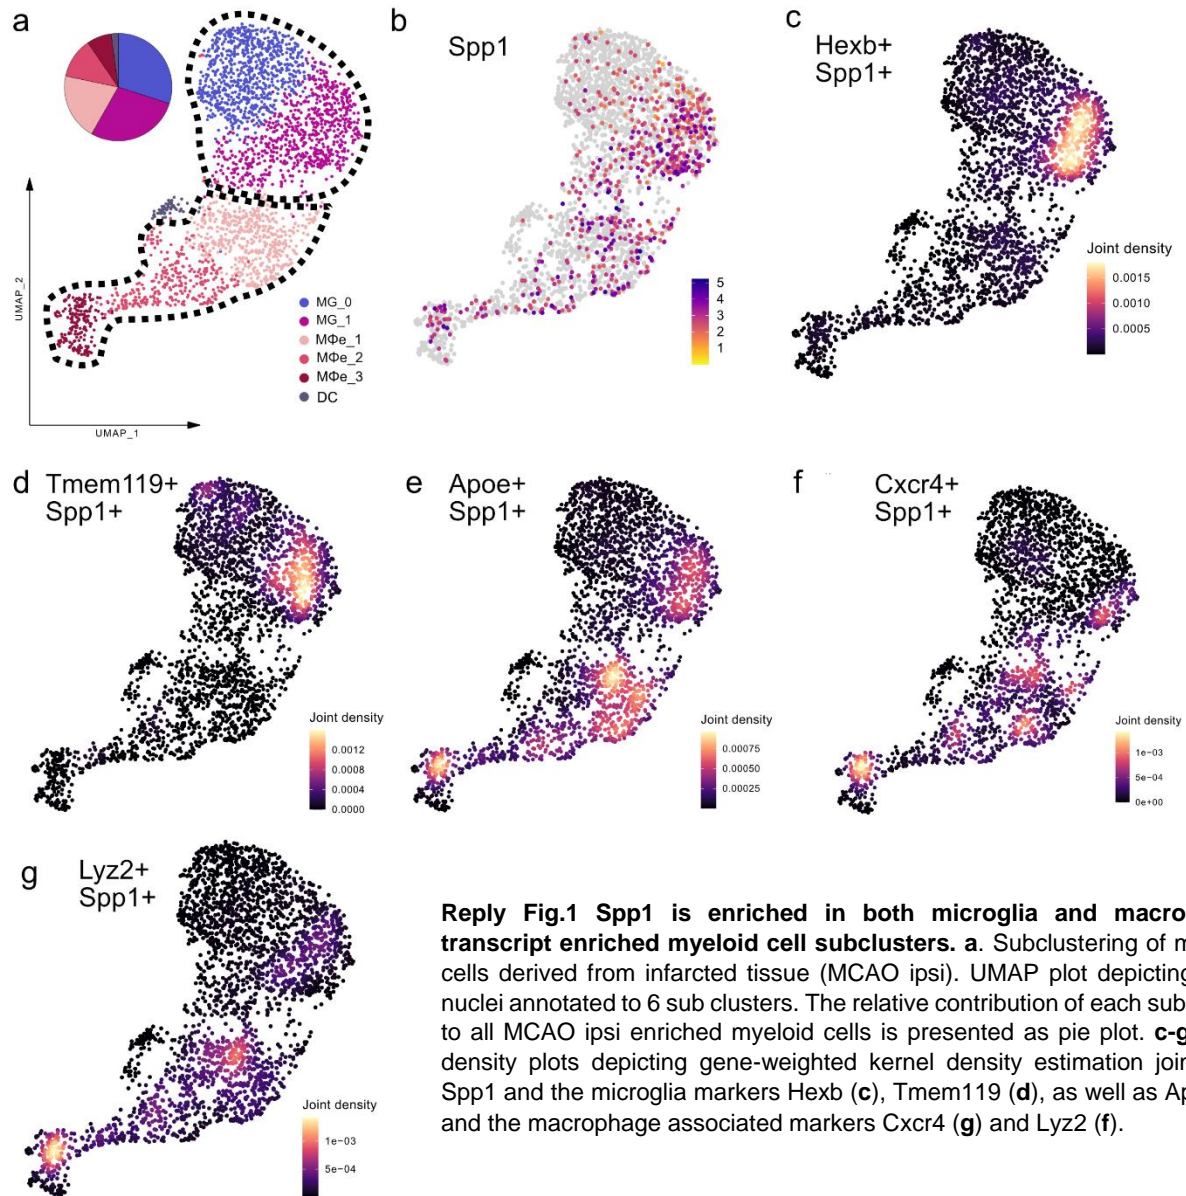 a
MG_0
MG_1
MΦe_1
MΦe_2
MΦe_3
DC
UMAP_2
UMAP_1
b
Spp1
5
4
3
2
1
c
Hexb+
Spp1+
Joint density
0.0015
0.0010
0.0005
d
Tmem119+
Spp1+
Joint density
0.0012
0.0008
0.0004
0.0000
e
Apoe+
Spp1+
Joint density
0.00075
0.00050
0.00025
f
Cxcr4+
Spp1+
Joint density
1e-03
5e-04
0e+00
g
Lyz2+
Spp1+
Joint density
1e-03
5e-04
Reply Fig.1 Spp1 is enriched in both microglia and macro
transcript enriched myeloid cell subclusters. a. Subclustering of m
cells derived from infarcted tissue (MCAO ipsi). UMAP plot depicting
nuclei annotated to 6 sub clusters. The relative contribution of each sub
to all MCAO ipsi enriched myeloid cells is presented as pie plot. c-g
density plots depicting gene-weighted kernel density estimation join
Spp1 and the microglia markers Hexb (c), Tmem119 (d), as well as Ap
and the macrophage associated markers Cxcr4 (g) and Lyz2 (f).